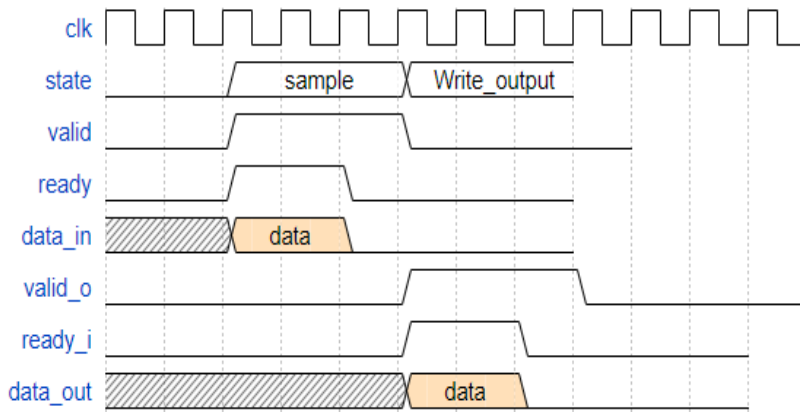 clk
state sample Write_output
valid
ready
data_in data
valid_o
ready_i
data_out data